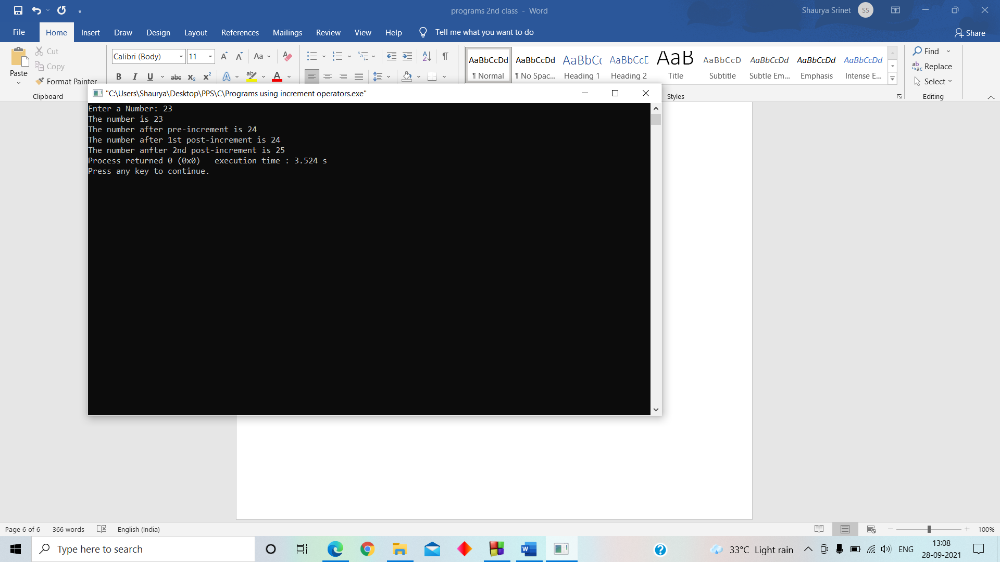 programs 2nd class - Word
Shaurya Srinet SS
File Home Insert Draw Design Layout References Mailings Review View Help Tell me what you want to do Share
Paste
Cut
Copy
Format Painter
Clipboard
Calibri (Body) 11 A A Aa A
B I U abc x₂ x² A ab A
AaBbCcDd AaBbCcDd AaBbCc AaBbCcC AaB AaBbCcD AaBbCcDd AaBbCcDd AaBbCcDd
¶ Normal ¶ No Spac... Heading 1 Heading 2 Title Subtitle Subtle Em... Emphasis Intense E...
Styles
Find
Replace
Select
Editing
"C:\Users\Shaurya\Desktop\PPS\C\Programs using increment operators.exe"
Enter a Number: 23
The number is 23
The number after pre-increment is 24
The number after 1st post-increment is 24
The number anfter 2nd post-increment is 25
Process returned 0 (0x0)   execution time : 3.524 s
Press any key to continue.
Page 6 of 6 366 words English (India) 100%
Type here to search
33°C Light rain ENG 13:08
28-09-2021